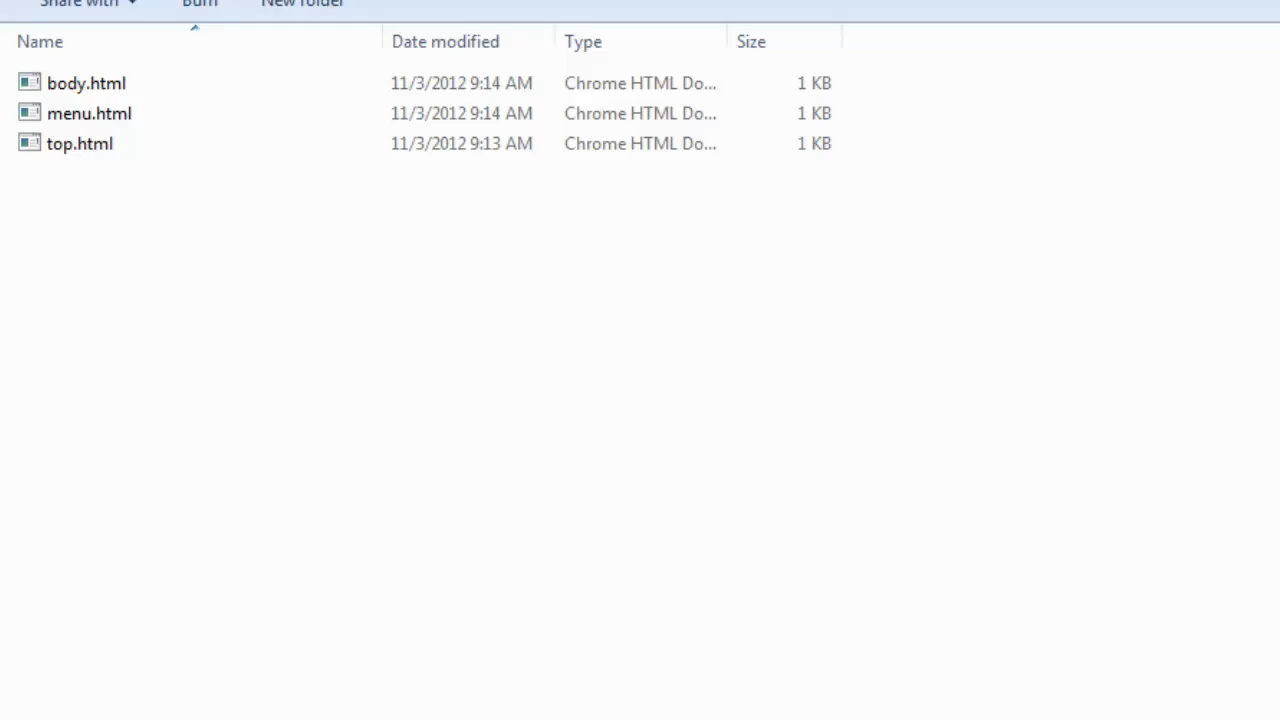 Share with Burn New folder
Name Date modified Type Size
body.html 11/3/2012 9:14 AM Chrome HTML Do... 1 KB
menu.html 11/3/2012 9:14 AM Chrome HTML Do... 1 KB
top.html 11/3/2012 9:13 AM Chrome HTML Do... 1 KB